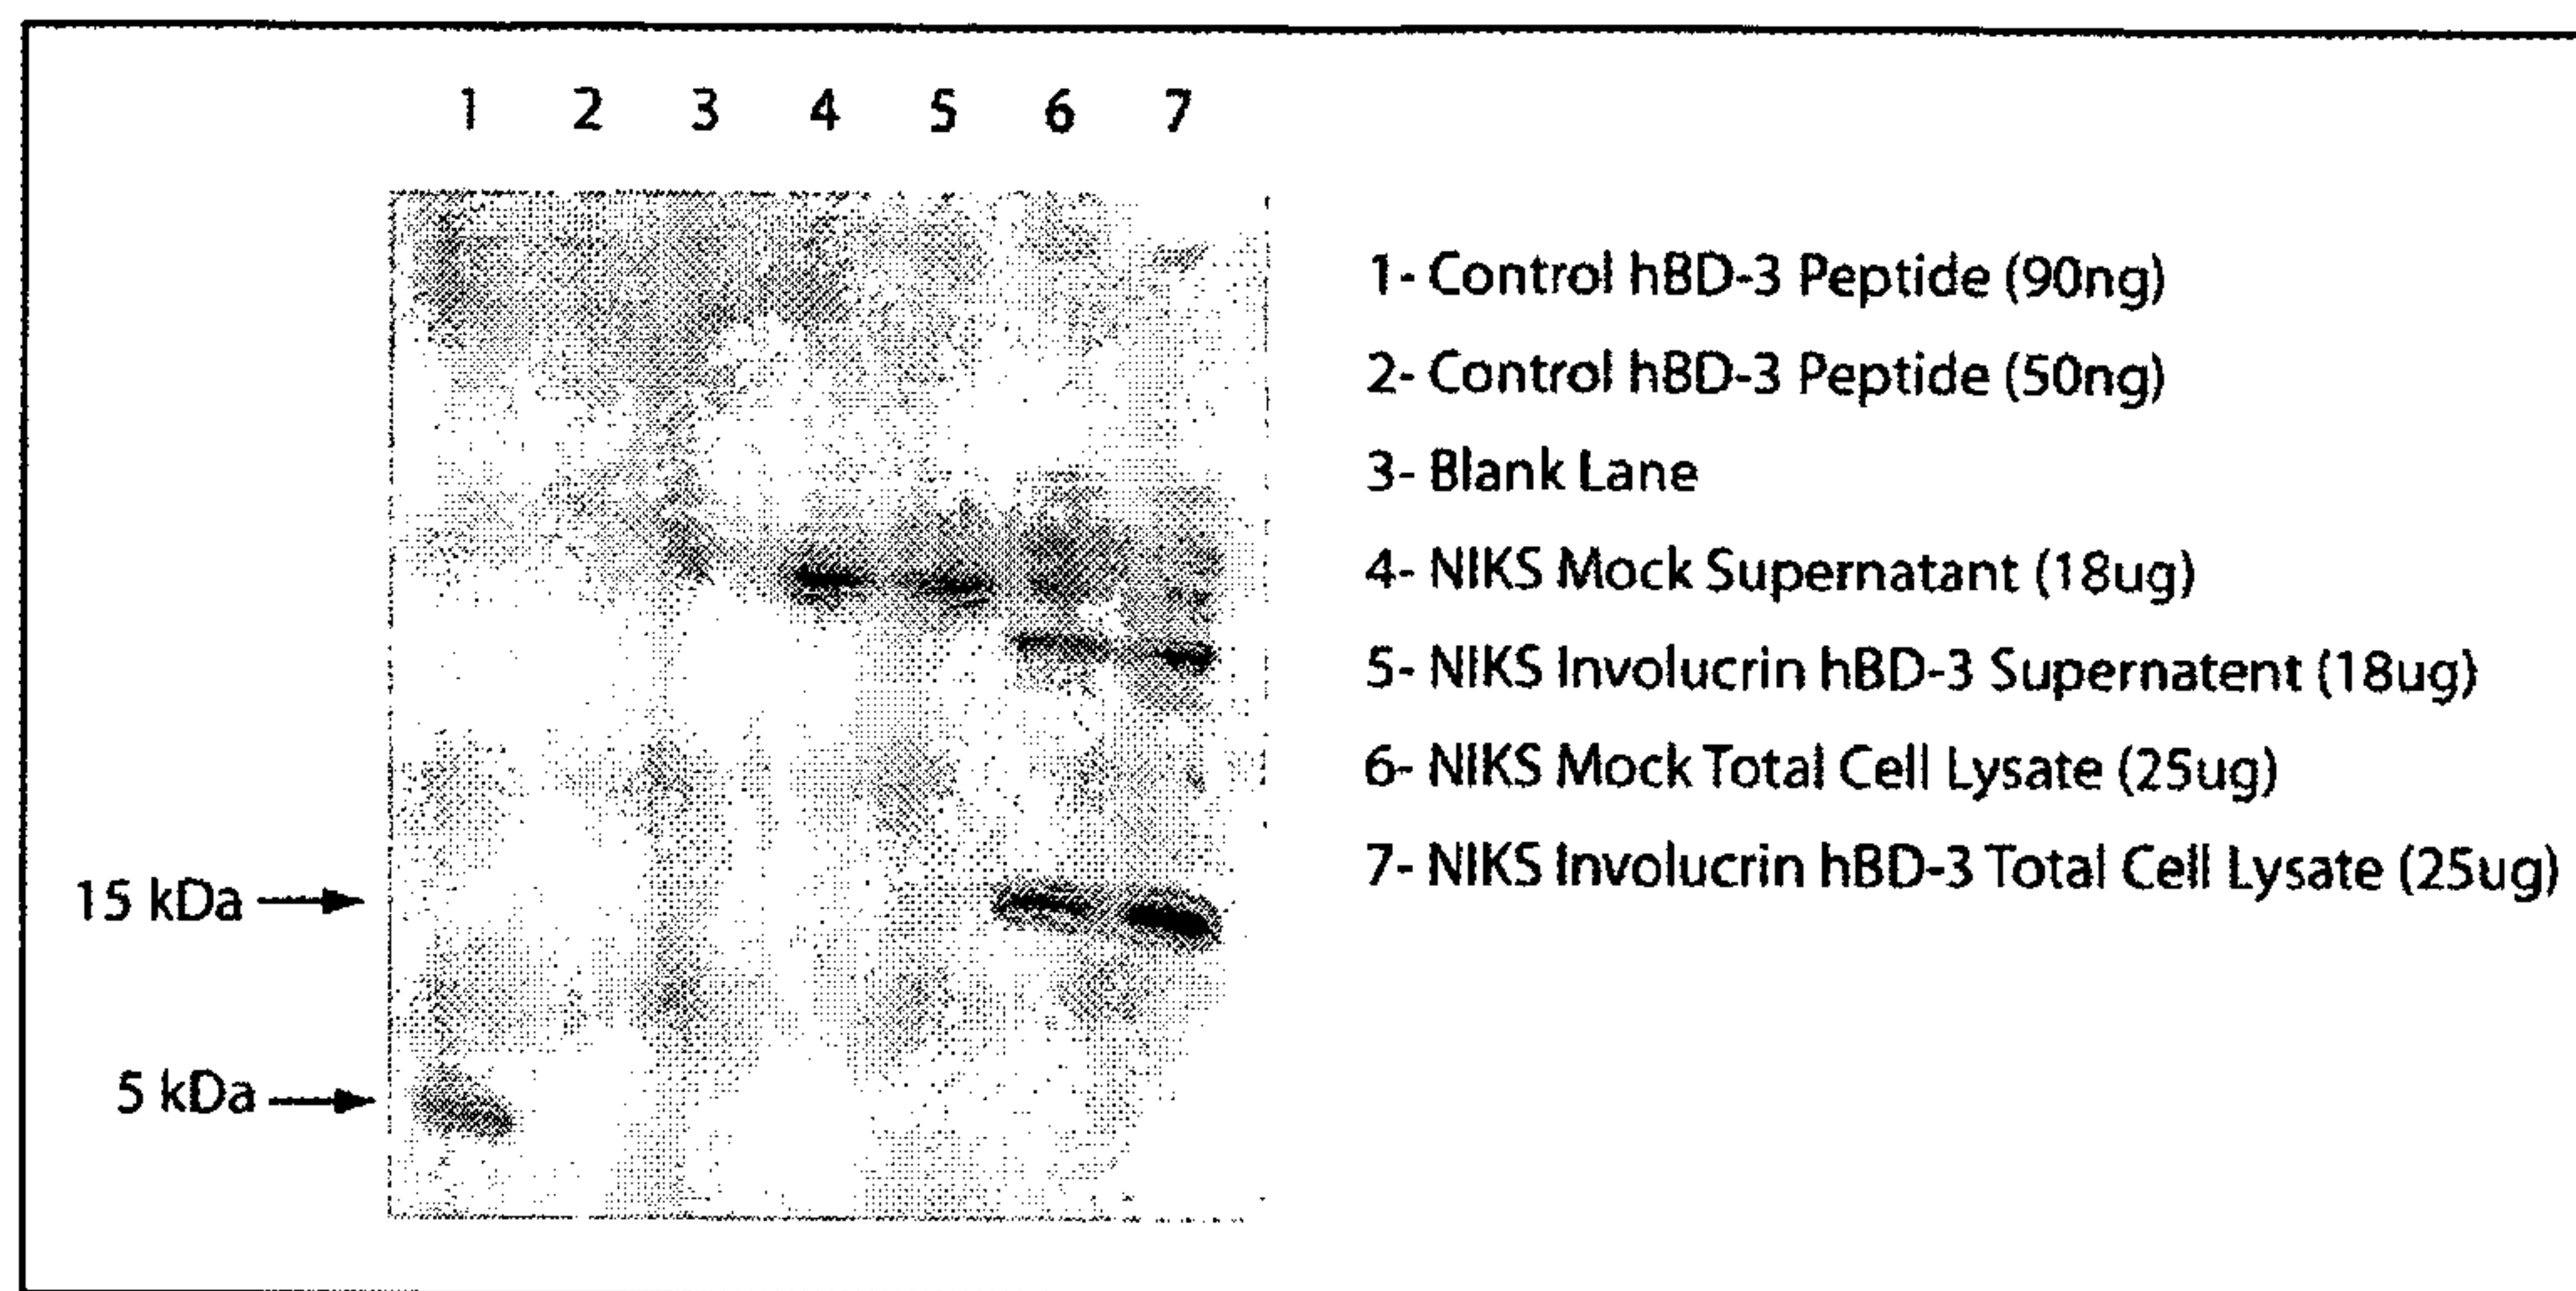 1 2 3 4 5 6 7
1- Control hBD-3 Peptide (90ng)
2- Control hBD-3 Peptide (50ng)
3- Blank Lane
4- NIKS Mock Supernatant (18ug)
5- NIKS Involucrin hBD-3 Supernatent (18ug)
6- NIKS Mock Total Cell Lysate (25ug)
7- NIKS Involucrin hBD-3 Total Cell Lysate (25ug)
15 kDa
5 kDa